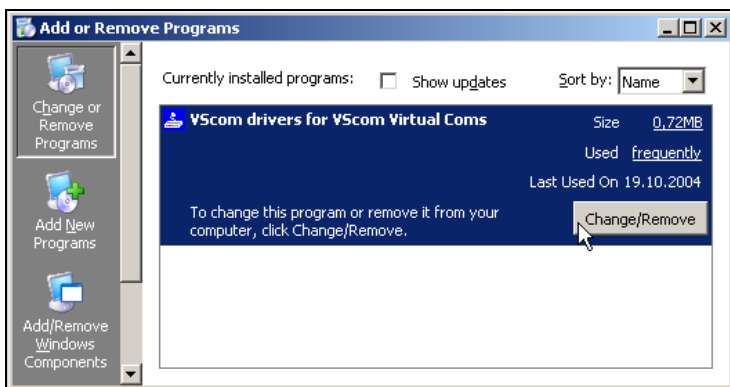 Add or Remove Programs
Change or
Remove
Programs
Add New
Programs
Add/Remove
Windows
Components
Currently installed programs:
Show updates
Sort by: Name
VScom drivers for VScom Virtual Coms
Size 0,72MB
Used frequently
Last Used On 19.10.2004
To change this program or remove it from your
computer, click Change/Remove.
Change/Remove